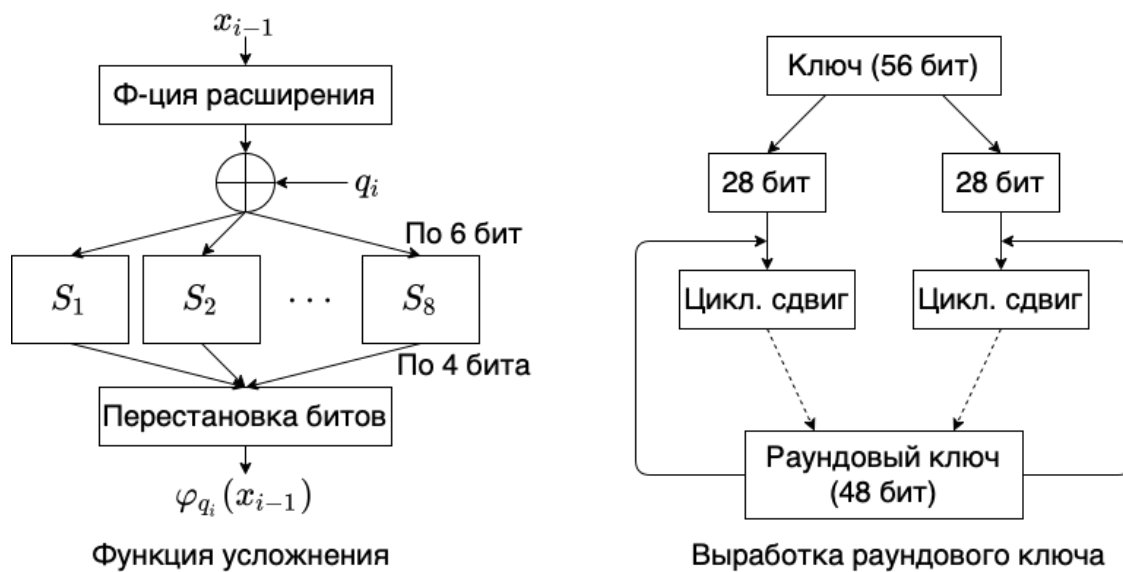 x_{i-1}
Ф-ция расширения
q_i
По 6 бит
S_1 S_2 ... S_8
По 4 бита
Перестановка битов
φ_{q_i}(x_{i-1})
Функция усложнения
Ключ (56 бит)
28 бит 28 бит
Цикл. сдвиг Цикл. сдвиг
Раундовый ключ
(48 бит)
Выработка раундового ключа